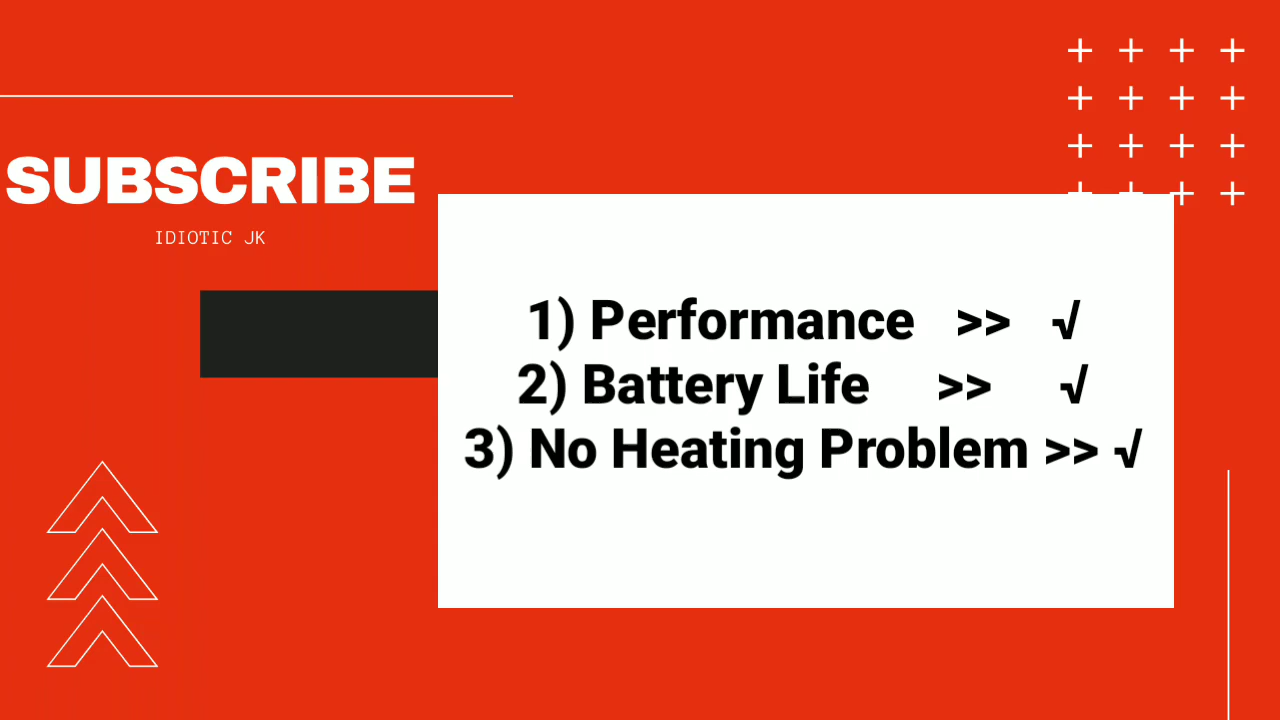 SUBSCRIBE
IDIOTIC JK
1) Performance >> √
2) Battery Life >> √
3) No Heating Problem >> √